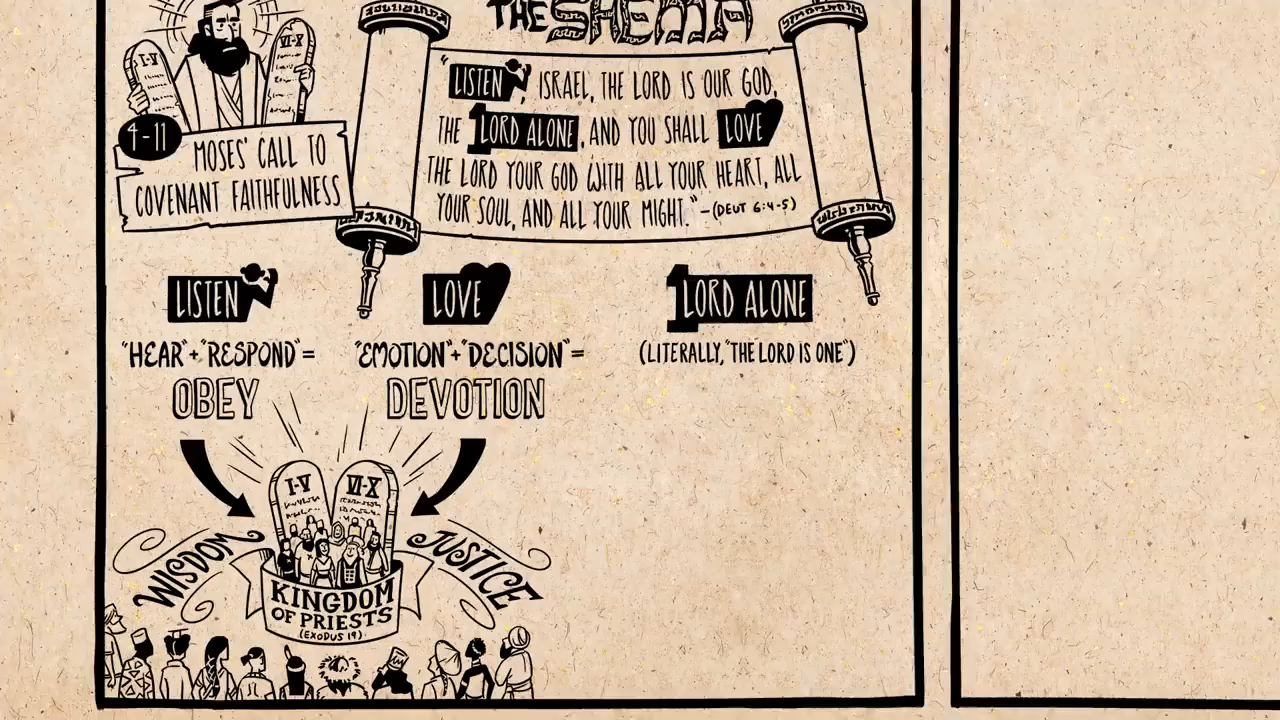 THE SHEMA
I-V
VI-X
4-11
MOSES' CALL TO
COVENANT FAITHFULNESS
"LISTEN, ISRAEL, THE LORD IS OUR GOD,
THE LORD ALONE, AND YOU SHALL LOVE
THE LORD YOUR GOD WITH ALL YOUR HEART, ALL
YOUR SOUL, AND ALL YOUR MIGHT." -(DEUT 6:4-5)
LISTEN
"HEAR"+"RESPOND"=
OBEY
LOVE
"EMOTION"+"DECISION"=
DEVOTION
1 LORD ALONE
(LITERALLY, "THE LORD IS ONE")
I-V
VI-X
WISDOM
JUSTICE
KINGDOM
OF PRIESTS
(EXODUS 19)